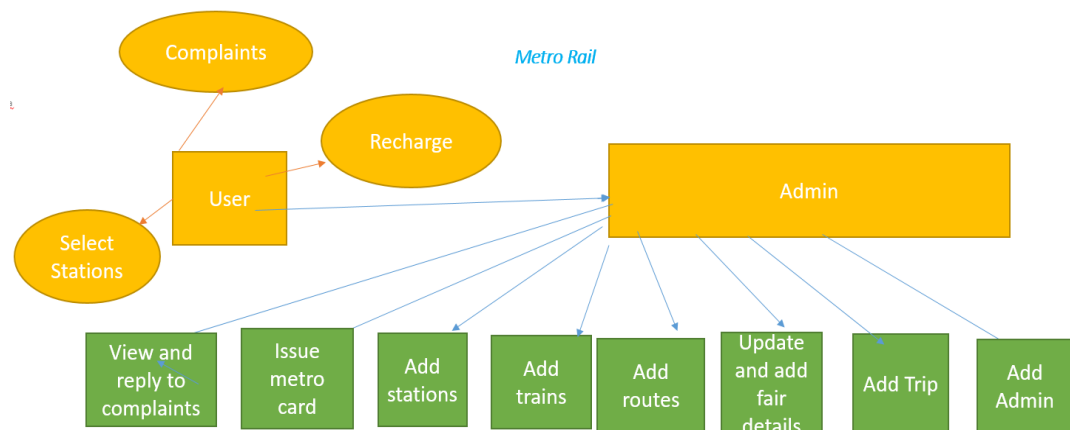 Complaints
Metro Rail
Recharge
User
Admin
Select
Stations
View and
reply to
complaints
Issue
metro
card
Add
stations
Add
trains
Add
routes
Update
and add
fair
details
Add Trip
Add
Admin